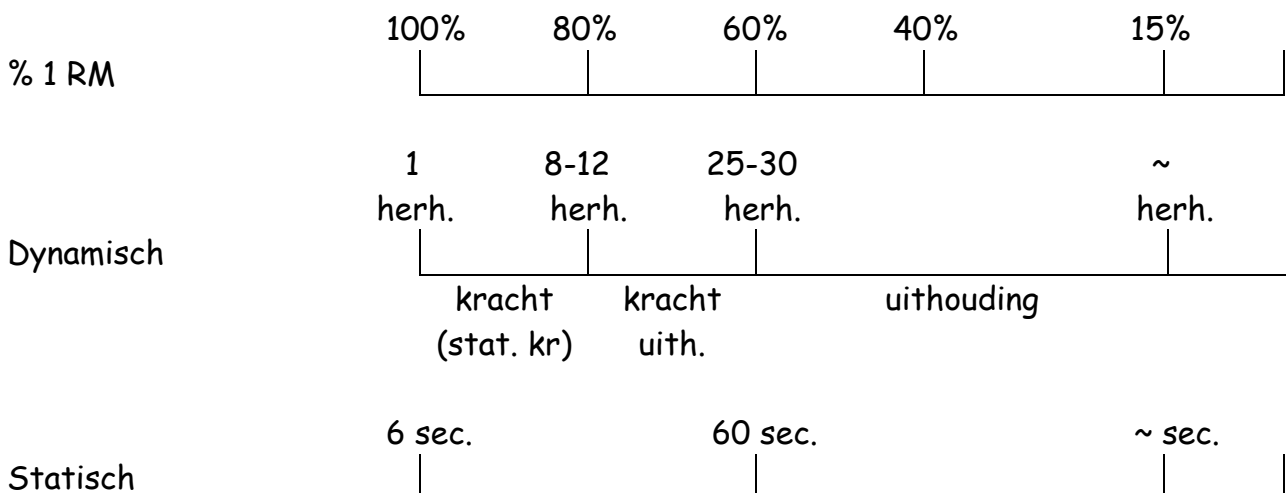 100% 80% 60% 40% 15%
% 1 RM
1 8-12 25-30 ~
herh. herh. herh. herh.
Dynamisch
kracht kracht uithouding
(stat. kr) uith.
6 sec. 60 sec. ~ sec.
Statisch